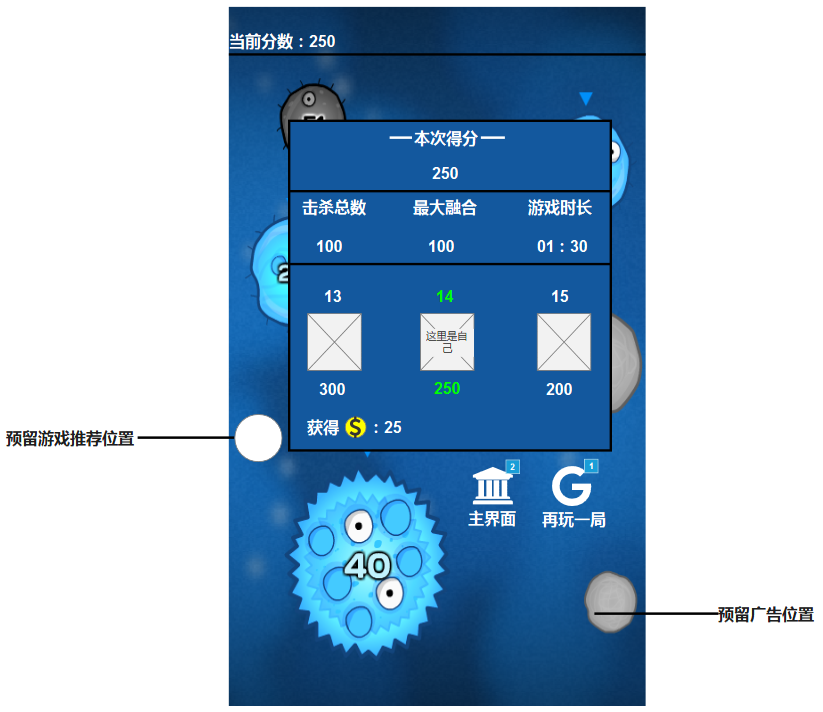 当前分数：250
本次得分
250
击杀总数 最大融合 游戏时长
100 100 01：30
13 14 15
这里是自
己
300 250 200
获得 $ ：25
预留游戏推荐位置
2 1
主界面 再玩一局
40
预留广告位置